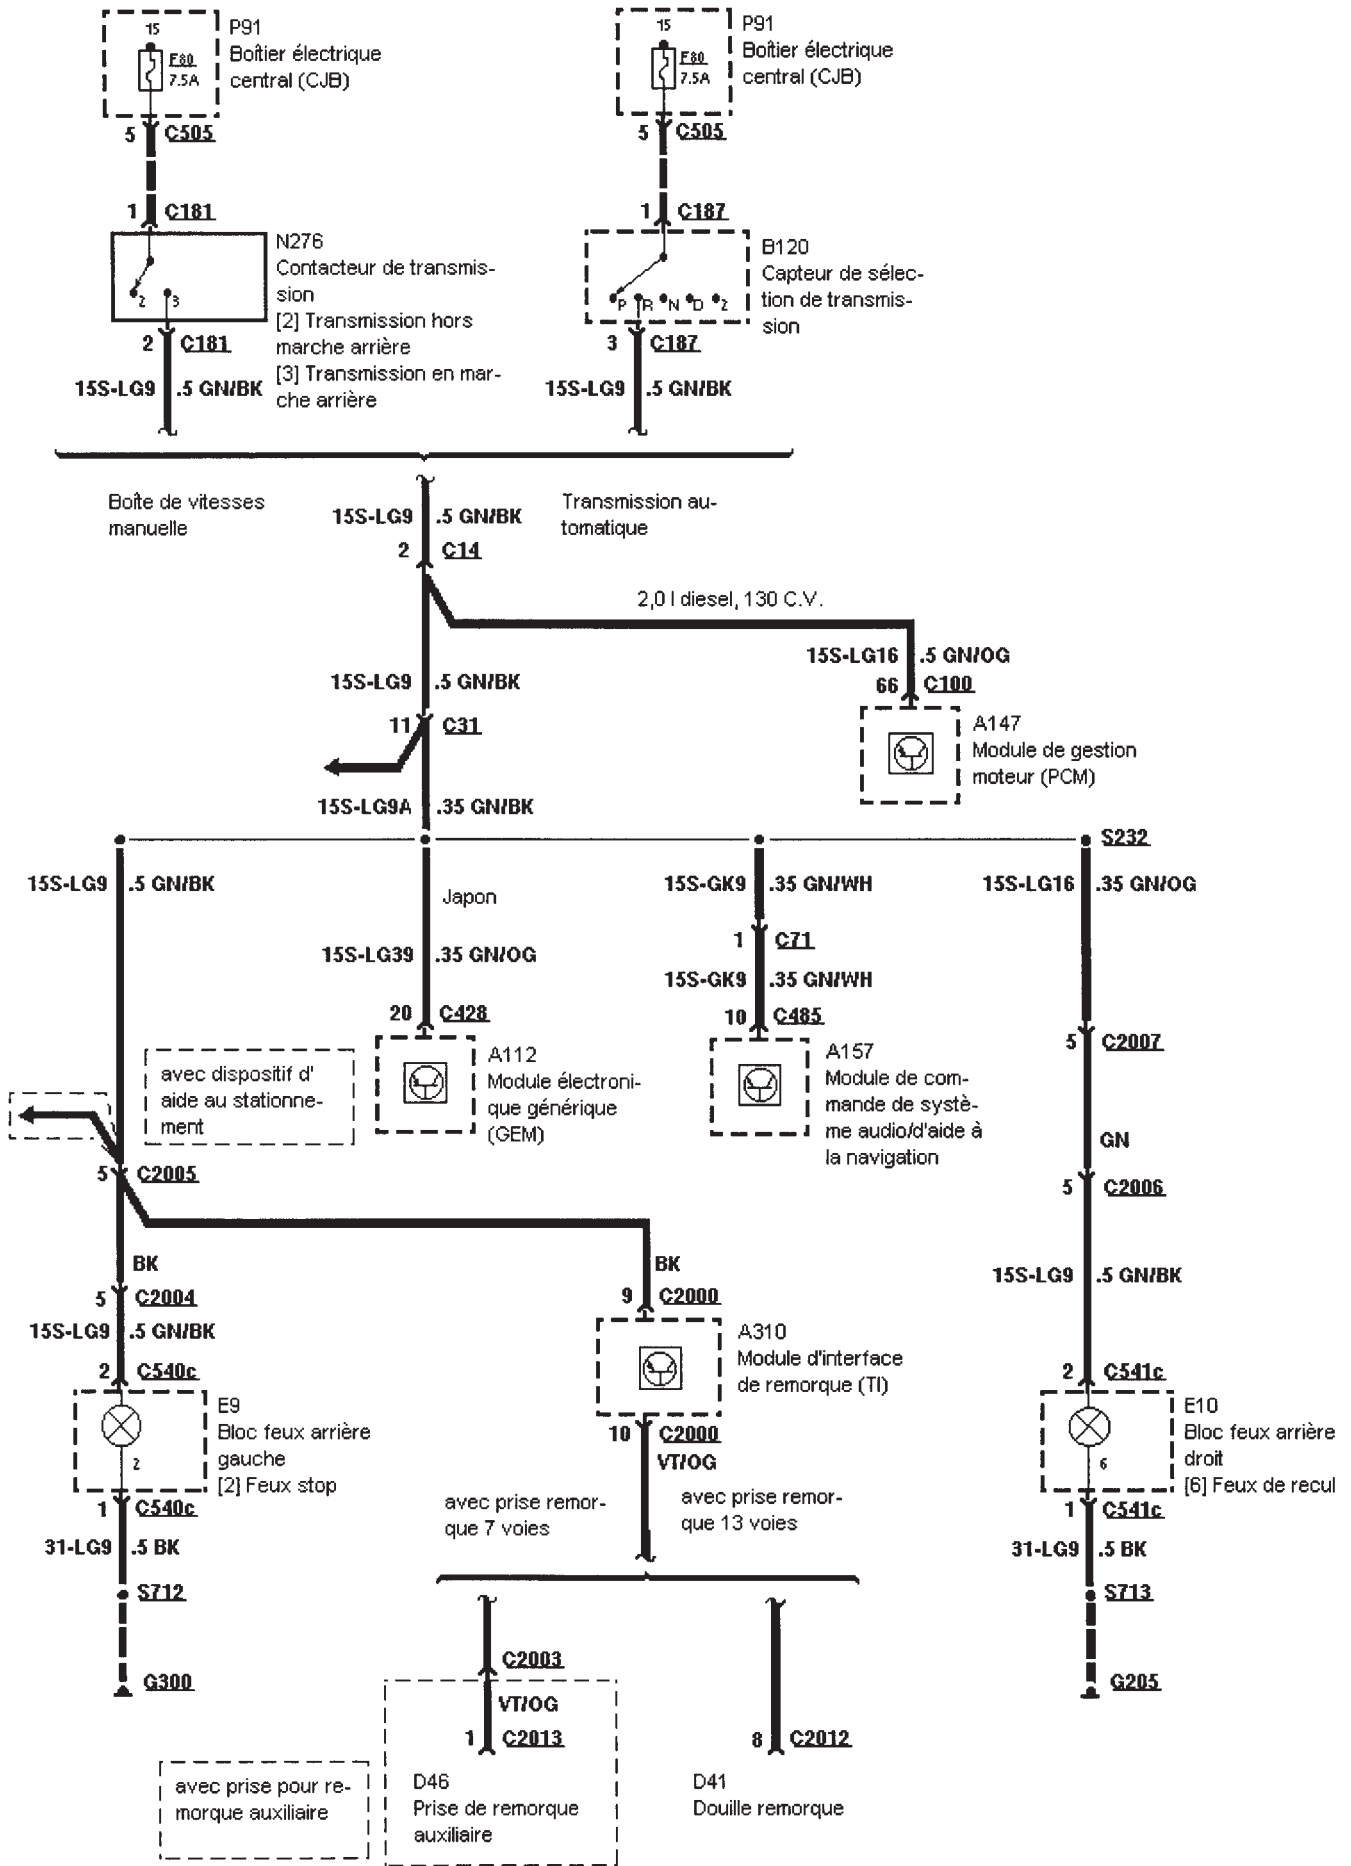 15
F80
7.5A
P91
Boîtier électrique
central (CJB)
5 C505
1 C181
2
3
N276
Contacteur de transmis-
sion
[2] Transmission hors
marche arrière
[3] Transmission en mar-
che arrière
2 C181
15S-LG9 .5 GN/BK
15
F80
7.5A
P91
Boîtier électrique
central (CJB)
5 C505
1 C187
P R N D 2
B120
Capteur de sélec-
tion de transmis-
sion
3 C187
15S-LG9 .5 GN/BK
Boîte de vitesses
manuelle
Transmission au-
tomatique
15S-LG9 .5 GN/BK
2 C14
2,0 l diesel, 130 C.V.
15S-LG16 .5 GN/OG
66 C100
A147
Module de gestion
moteur (PCM)
15S-LG9 .5 GN/BK
11 C31
15S-LG9A .35 GN/BK
S232
15S-LG9 .5 GN/BK
Japon
15S-LG39 .35 GN/OG
20 C428
A112
Module électroni-
que générique
(GEM)
15S-GK9 .35 GN/WH
1 C71
15S-GK9 .35 GN/WH
10 C485
A157
Module de com-
mande de systè-
me audio/d'aide à
la navigation
15S-LG16 .35 GN/OG
5 C2007
GN
5 C2006
15S-LG9 .5 GN/BK
2 C541c
E10
Bloc feux arrière
droit
[6] Feux de recul
6
1 C541c
31-LG9 .5 BK
S713
G205
avec dispositif d'
aide au stationne-
ment
5 C2005
BK
5 C2004
15S-LG9 .5 GN/BK
2 C540c
E9
Bloc feux arrière
gauche
[2] Feux stop
2
1 C540c
31-LG9 .5 BK
S712
G300
BK
9 C2000
A310
Module d'interface
de remorque (TI)
10 C2000
VT/OG
avec prise remor-
que 7 voies
avec prise remor-
que 13 voies
C2003
VT/OG
1 C2013
D46
Prise de remorque
auxiliaire
avec prise pour re-
morque auxiliaire
8 C2012
D41
Douille remorque